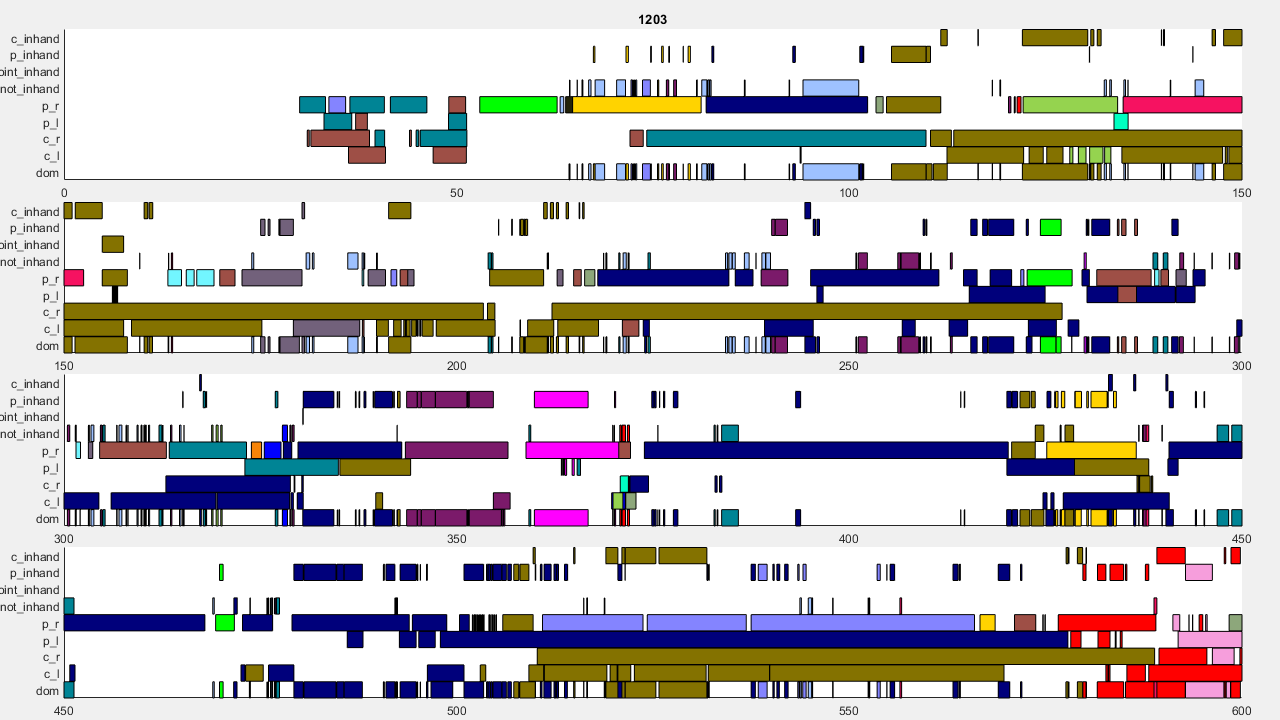 1203
c_inhand
p_inhand
oint_inhand
not_inhand
p_r
p_l
c_r
c_l
dom
0 50 100 150
c_inhand
p_inhand
oint_inhand
not_inhand
p_r
p_l
c_r
c_l
dom
150 200 250 300
c_inhand
p_inhand
oint_inhand
not_inhand
p_r
p_l
c_r
c_l
dom
300 350 400 450
c_inhand
p_inhand
oint_inhand
not_inhand
p_r
p_l
c_r
c_l
dom
450 500 550 600